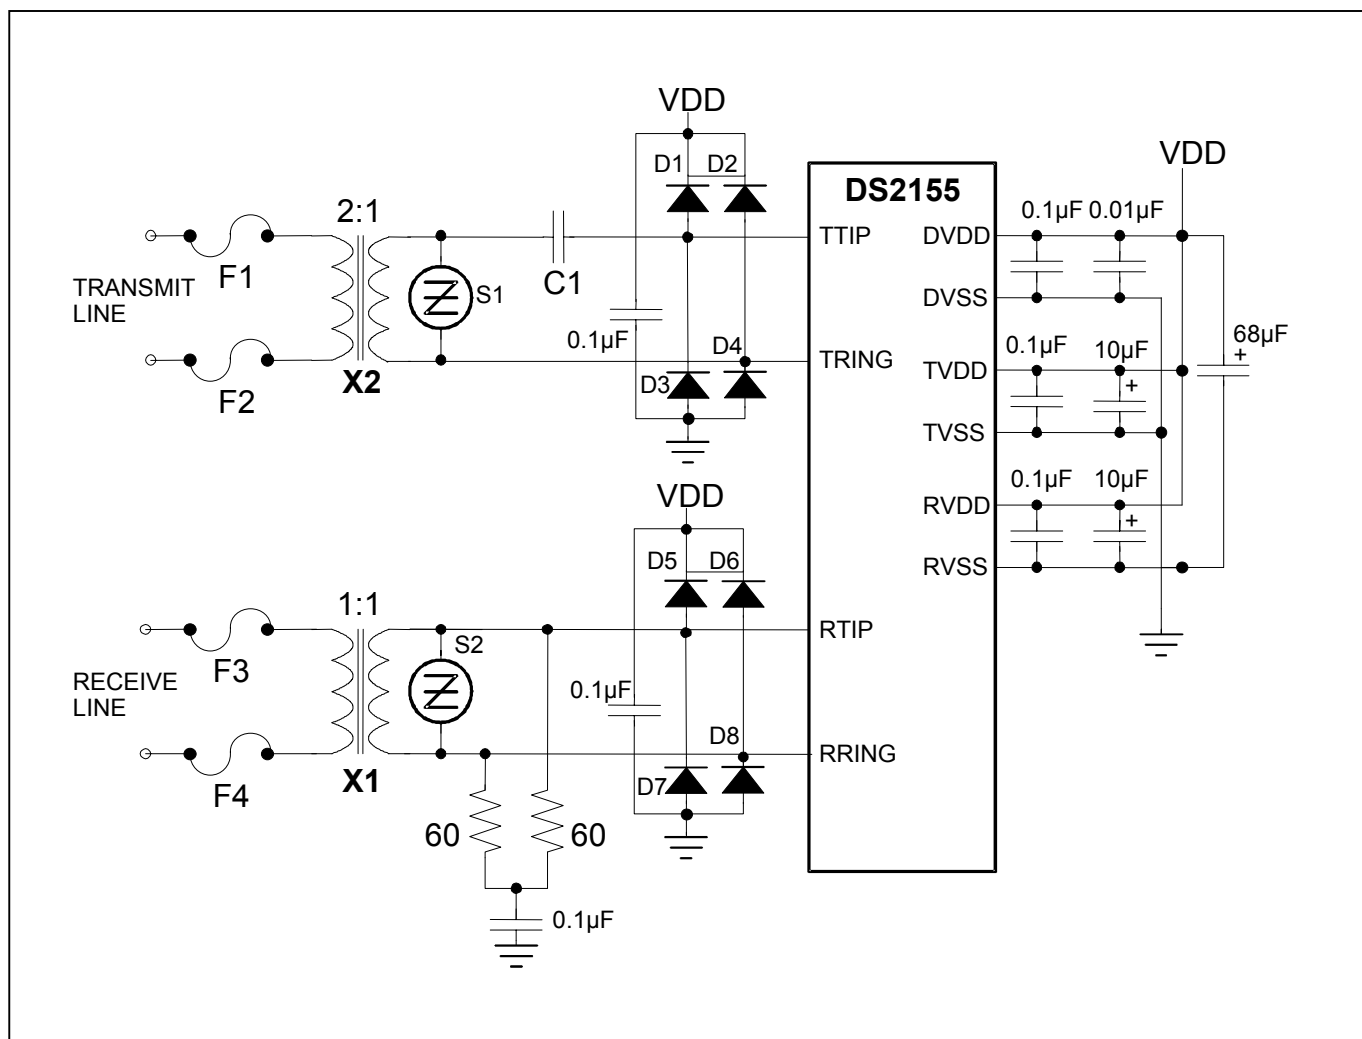 VDD
D1
D2
DS2155
VDD
0.1µF
0.01µF
2:1
TTIP
DVDD
F1
C1
TRANSMIT
LINE
S1
DVSS
0.1µF
D4
0.1µF
10µF
68µF
+
TRING
TVDD
X2
F2
D3
+
TVSS
VDD
0.1µF
10µF
RVDD
D5
D6
+
RVSS
1:1
RTIP
S2
F3
RECEIVE
LINE
0.1µF
D8
RRING
X1
F4
D7
60
60
0.1µF